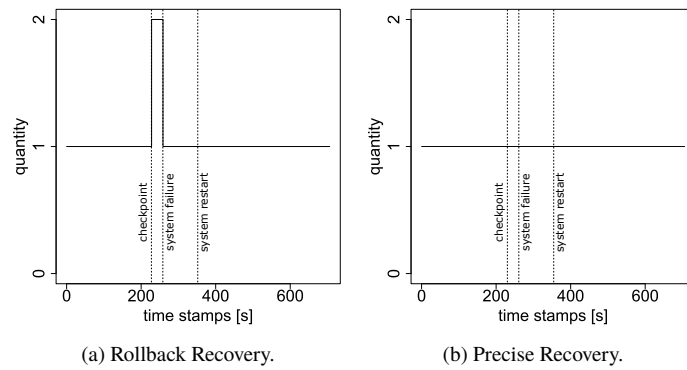 quantity
2
1
0
checkpoint
system failure
system restart
0 200 400 600
time stamps [s]
(a) Rollback Recovery.
quantity
2
1
0
checkpoint
system failure
system restart
0 200 400 600
time stamps [s]
(b) Precise Recovery.